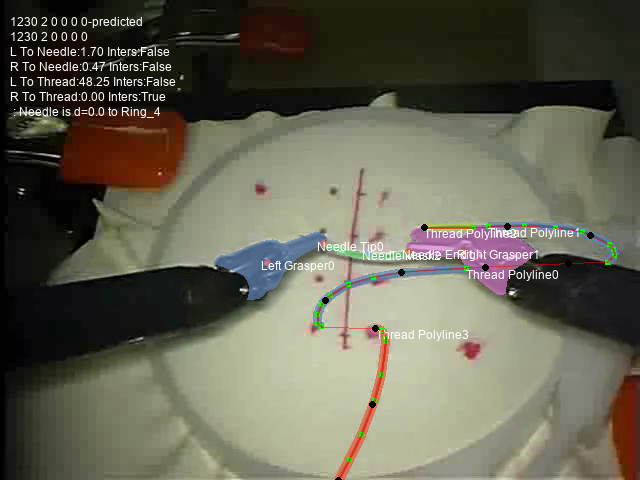 1230 2 0 0 0 0-predicted
1230 2 0 0 0 0
L To Needle:1.70 Inters:False
R To Needle:0.47 Inters:False
L To Thread:48.25 Inters:False
R To Thread:0.00 Inters:True
: Needle is d=0.0 to Ring_4
Thread Polyline
Thread Polyline1
Needle Tip0
Right Grasper1
Left Grasper0
Thread Polyline0
Thread Polyline3